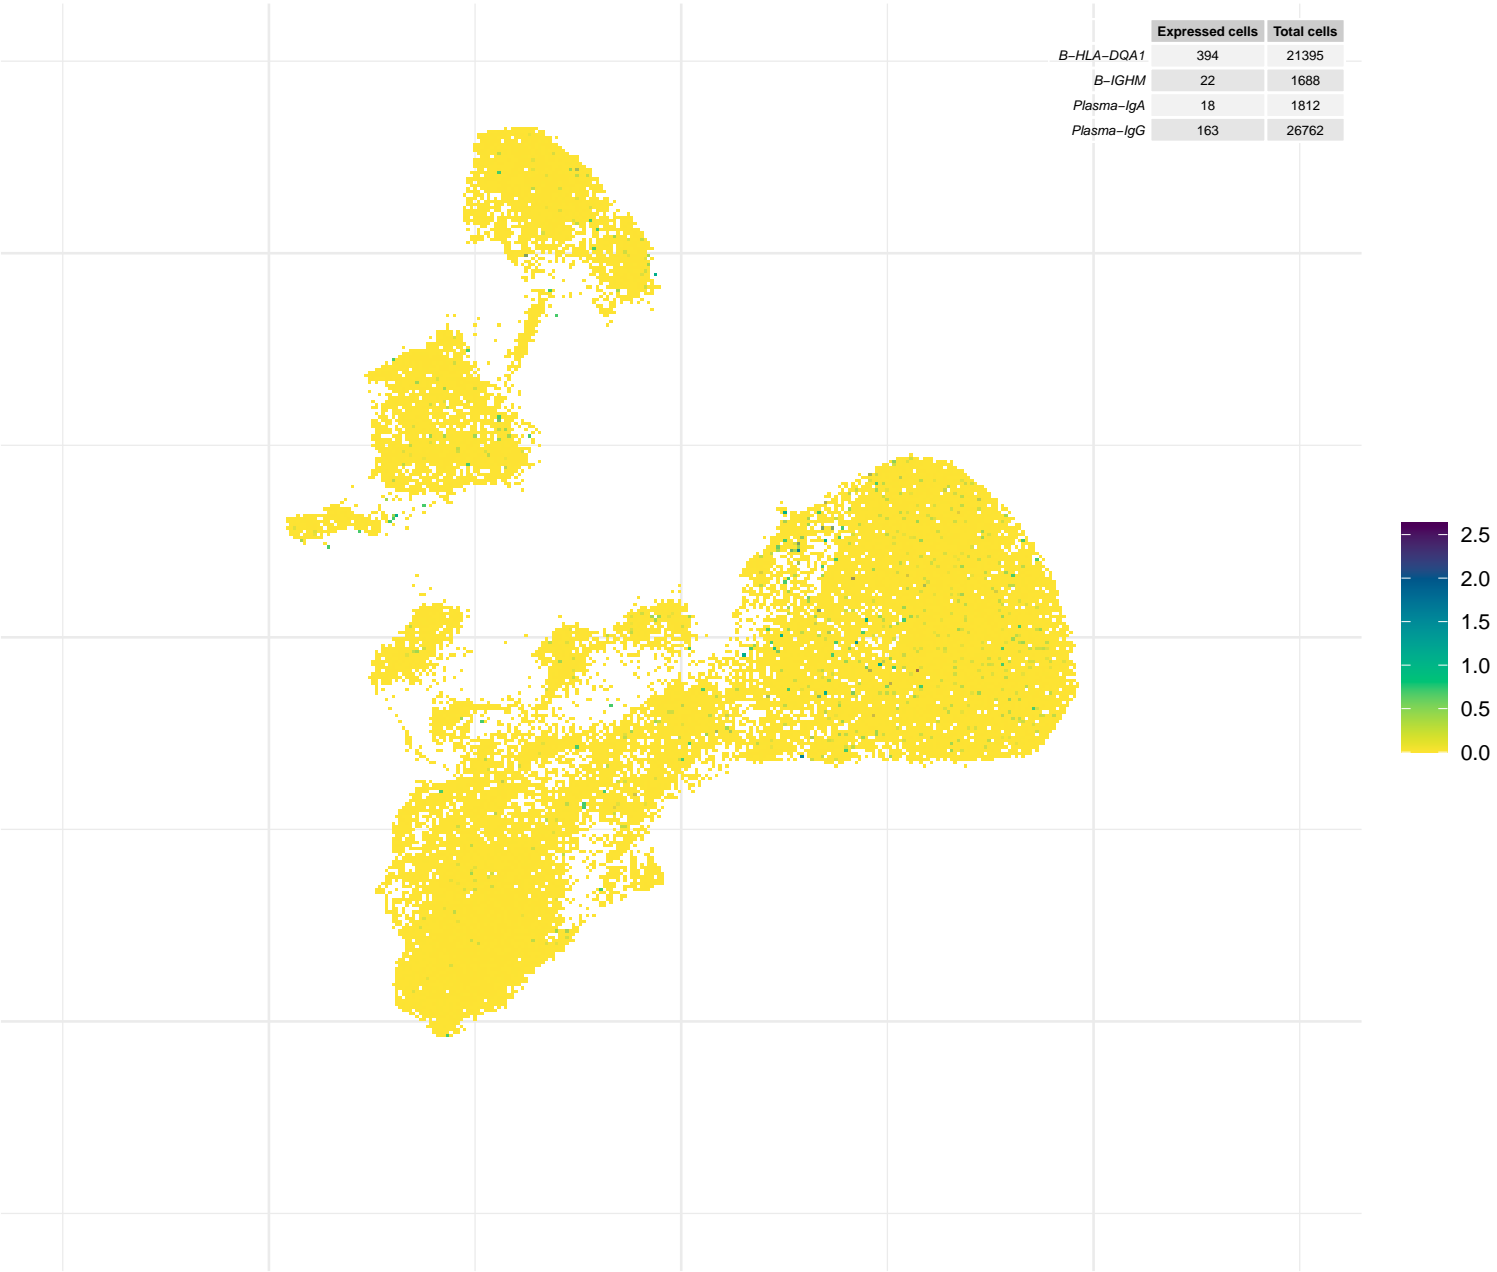 Expressed cells Total cells
B−HLA−DQA1 394 21395
B−IGHM 22 1688
Plasma−IgA 18 1812
Plasma−IgG 163 26762
2.5
2.0
1.5
1.0
0.5
0.0